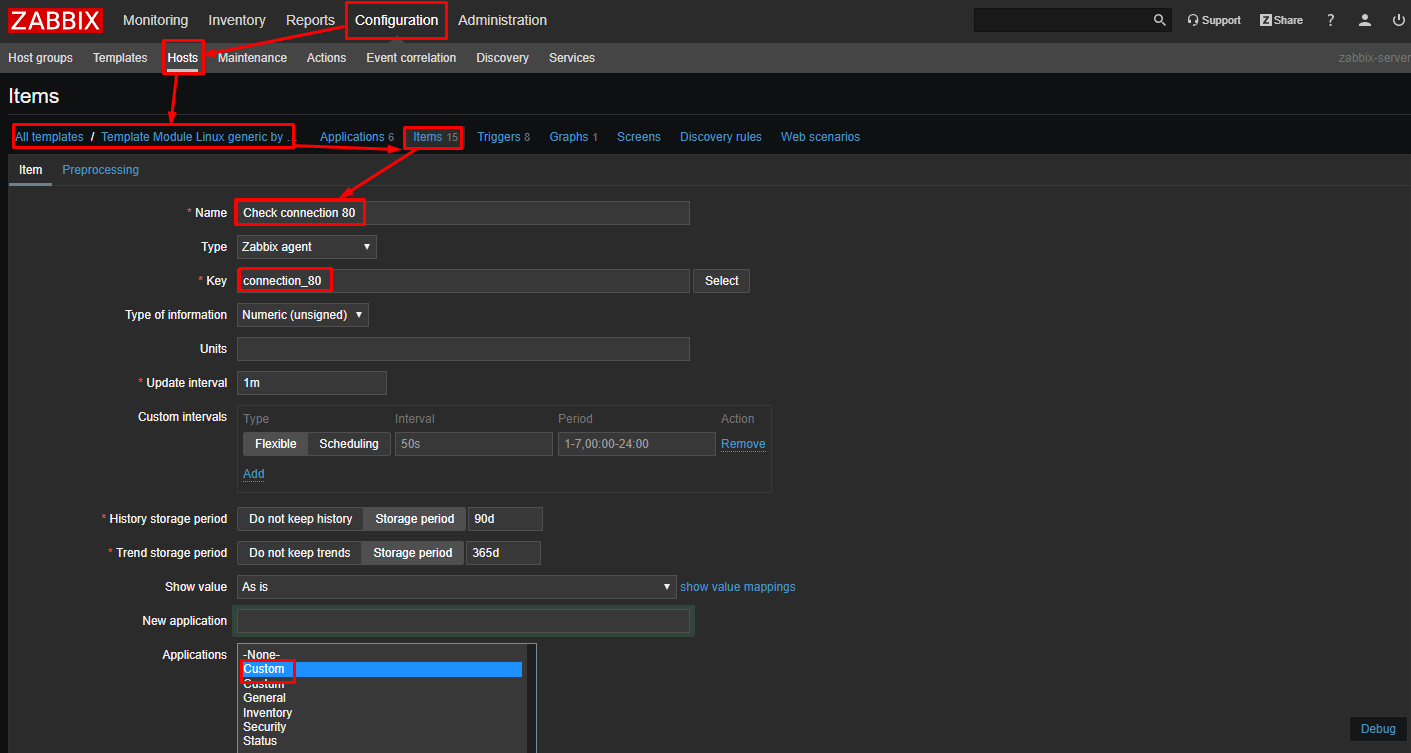 ZABBIX Monitoring Inventory Reports Configuration Administration Support Z Share ?
Host groups Templates Hosts Maintenance Actions Event correlation Discovery Services zabbix-server
Items
All templates / Template Module Linux generic by ... Applications 6 Items 15 Triggers 8 Graphs 1 Screens Discovery rules Web scenarios
Item Preprocessing
* Name Check connection 80
Type Zabbix agent
* Key connection_80 Select
Type of information Numeric (unsigned)
Units
* Update interval 1m
Custom intervals Type Interval Period Action
Flexible Scheduling 50s 1-7,00:00-24:00 Remove
Add
* History storage period Do not keep history Storage period 90d
* Trend storage period Do not keep trends Storage period 365d
Show value As is show value mappings
New application
Applications -None-
Custom
Custom
General
Inventory
Security
Status
Debug